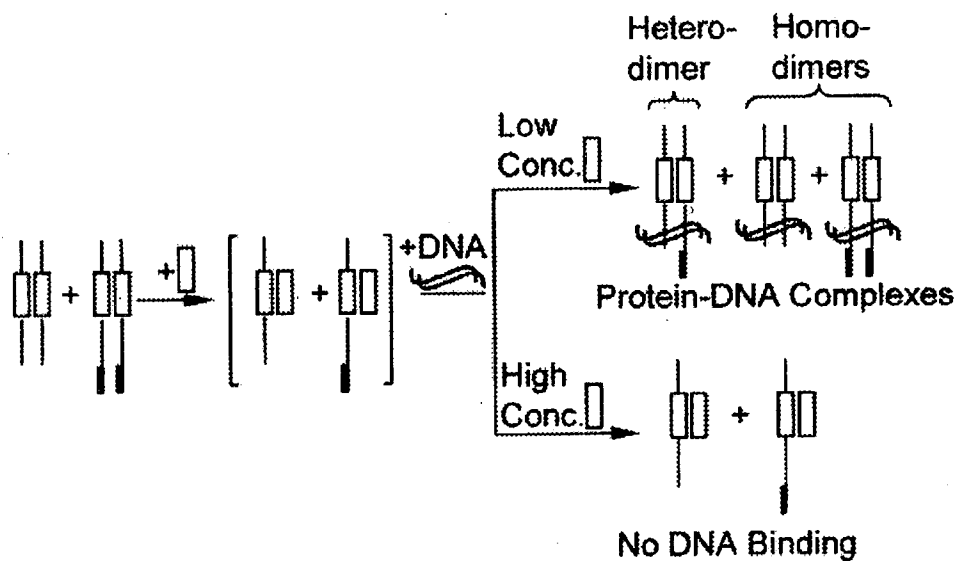 Hetero-
dimer
Homo-
dimers
Low
Conc.
+
+
+
+
+
+DNA
Protein-DNA Complexes
High
Conc.
+
No DNA Binding